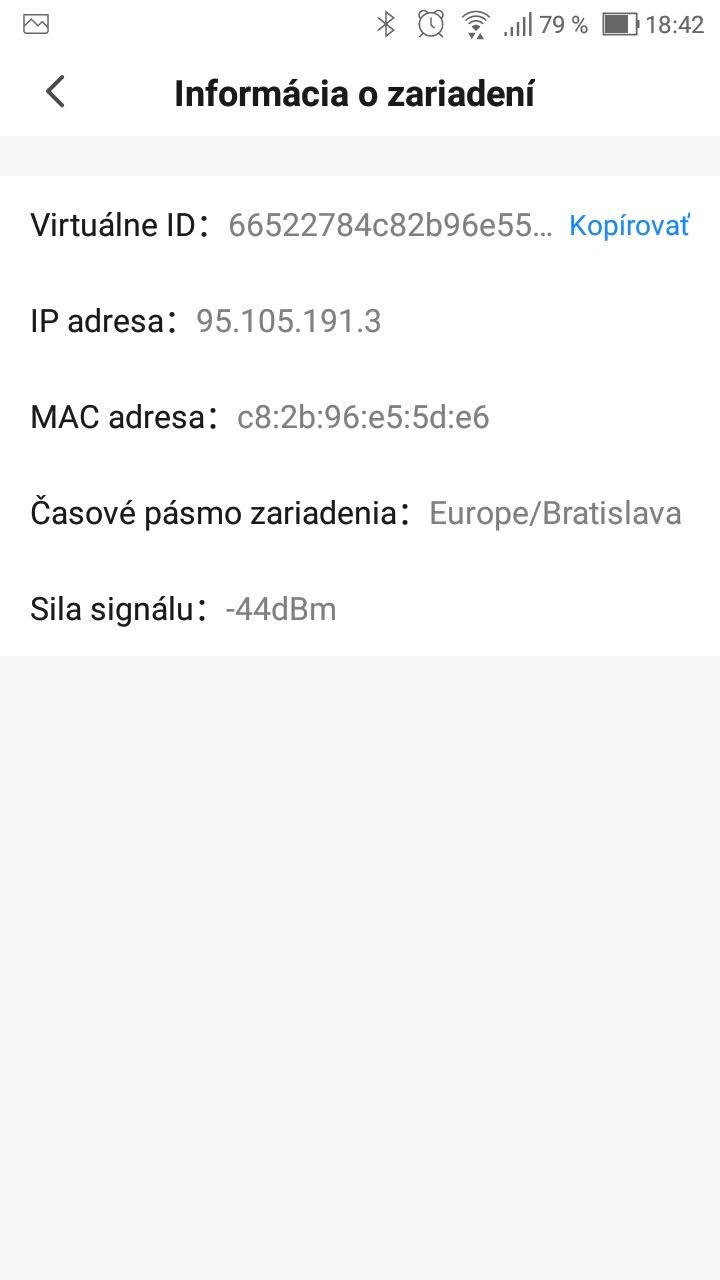 79 % 18:42
Informácia o zariadení
Virtuálne ID: 66522784c82b96e55... Kopírovať
IP adresa: 95.105.191.3
MAC adresa: c8:2b:96:e5:5d:e6
Časové pásmo zariadenia: Europe/Bratislava
Sila signálu: -44dBm